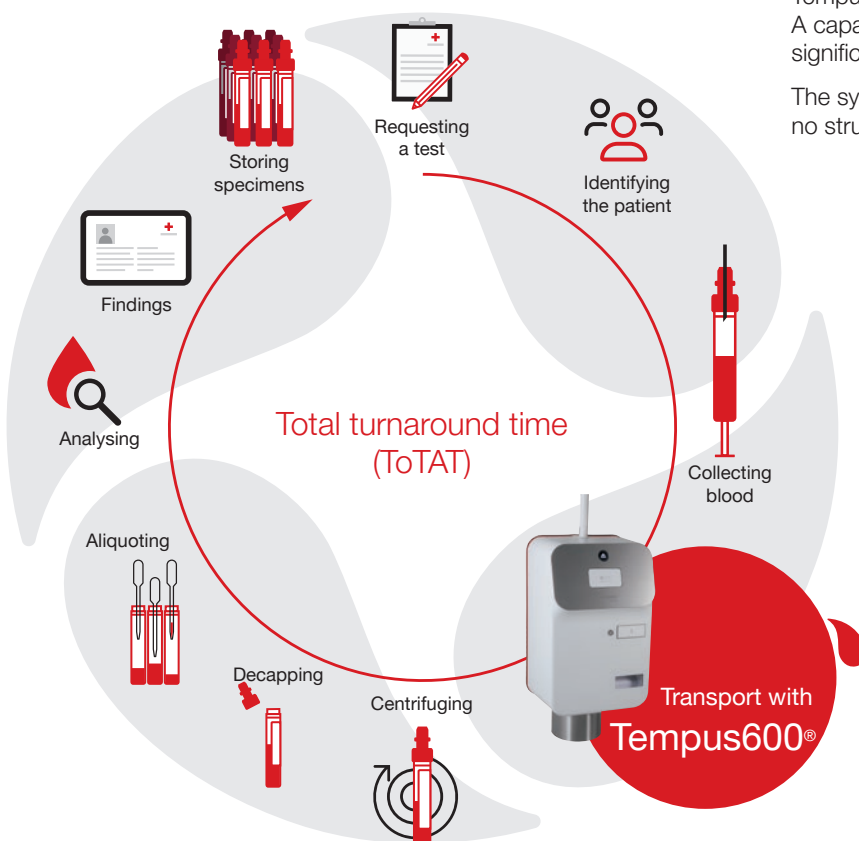 A capa
signific
The sy
no stru
Requesting
a test
Identifying
the patient
Collecting
blood
Transport with
Tempus600®
Centrifuging
Decapping
Aliquoting
Analysing
Findings
Storing
specimens
Total turnaround time
(ToTAT)